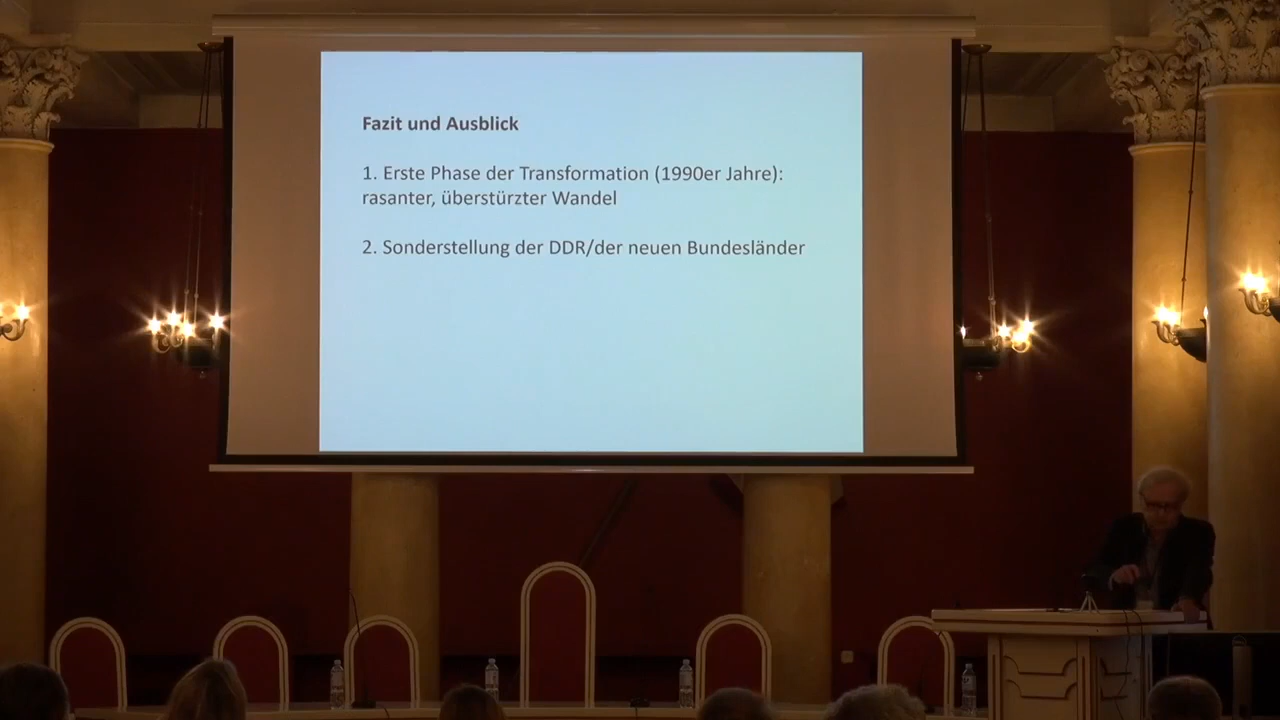 Fazit und Ausblick
1. Erste Phase der Transformation (1990er Jahre):
rasanter, überstürzter Wandel
2. Sonderstellung der DDR/der neuen Bundesländer